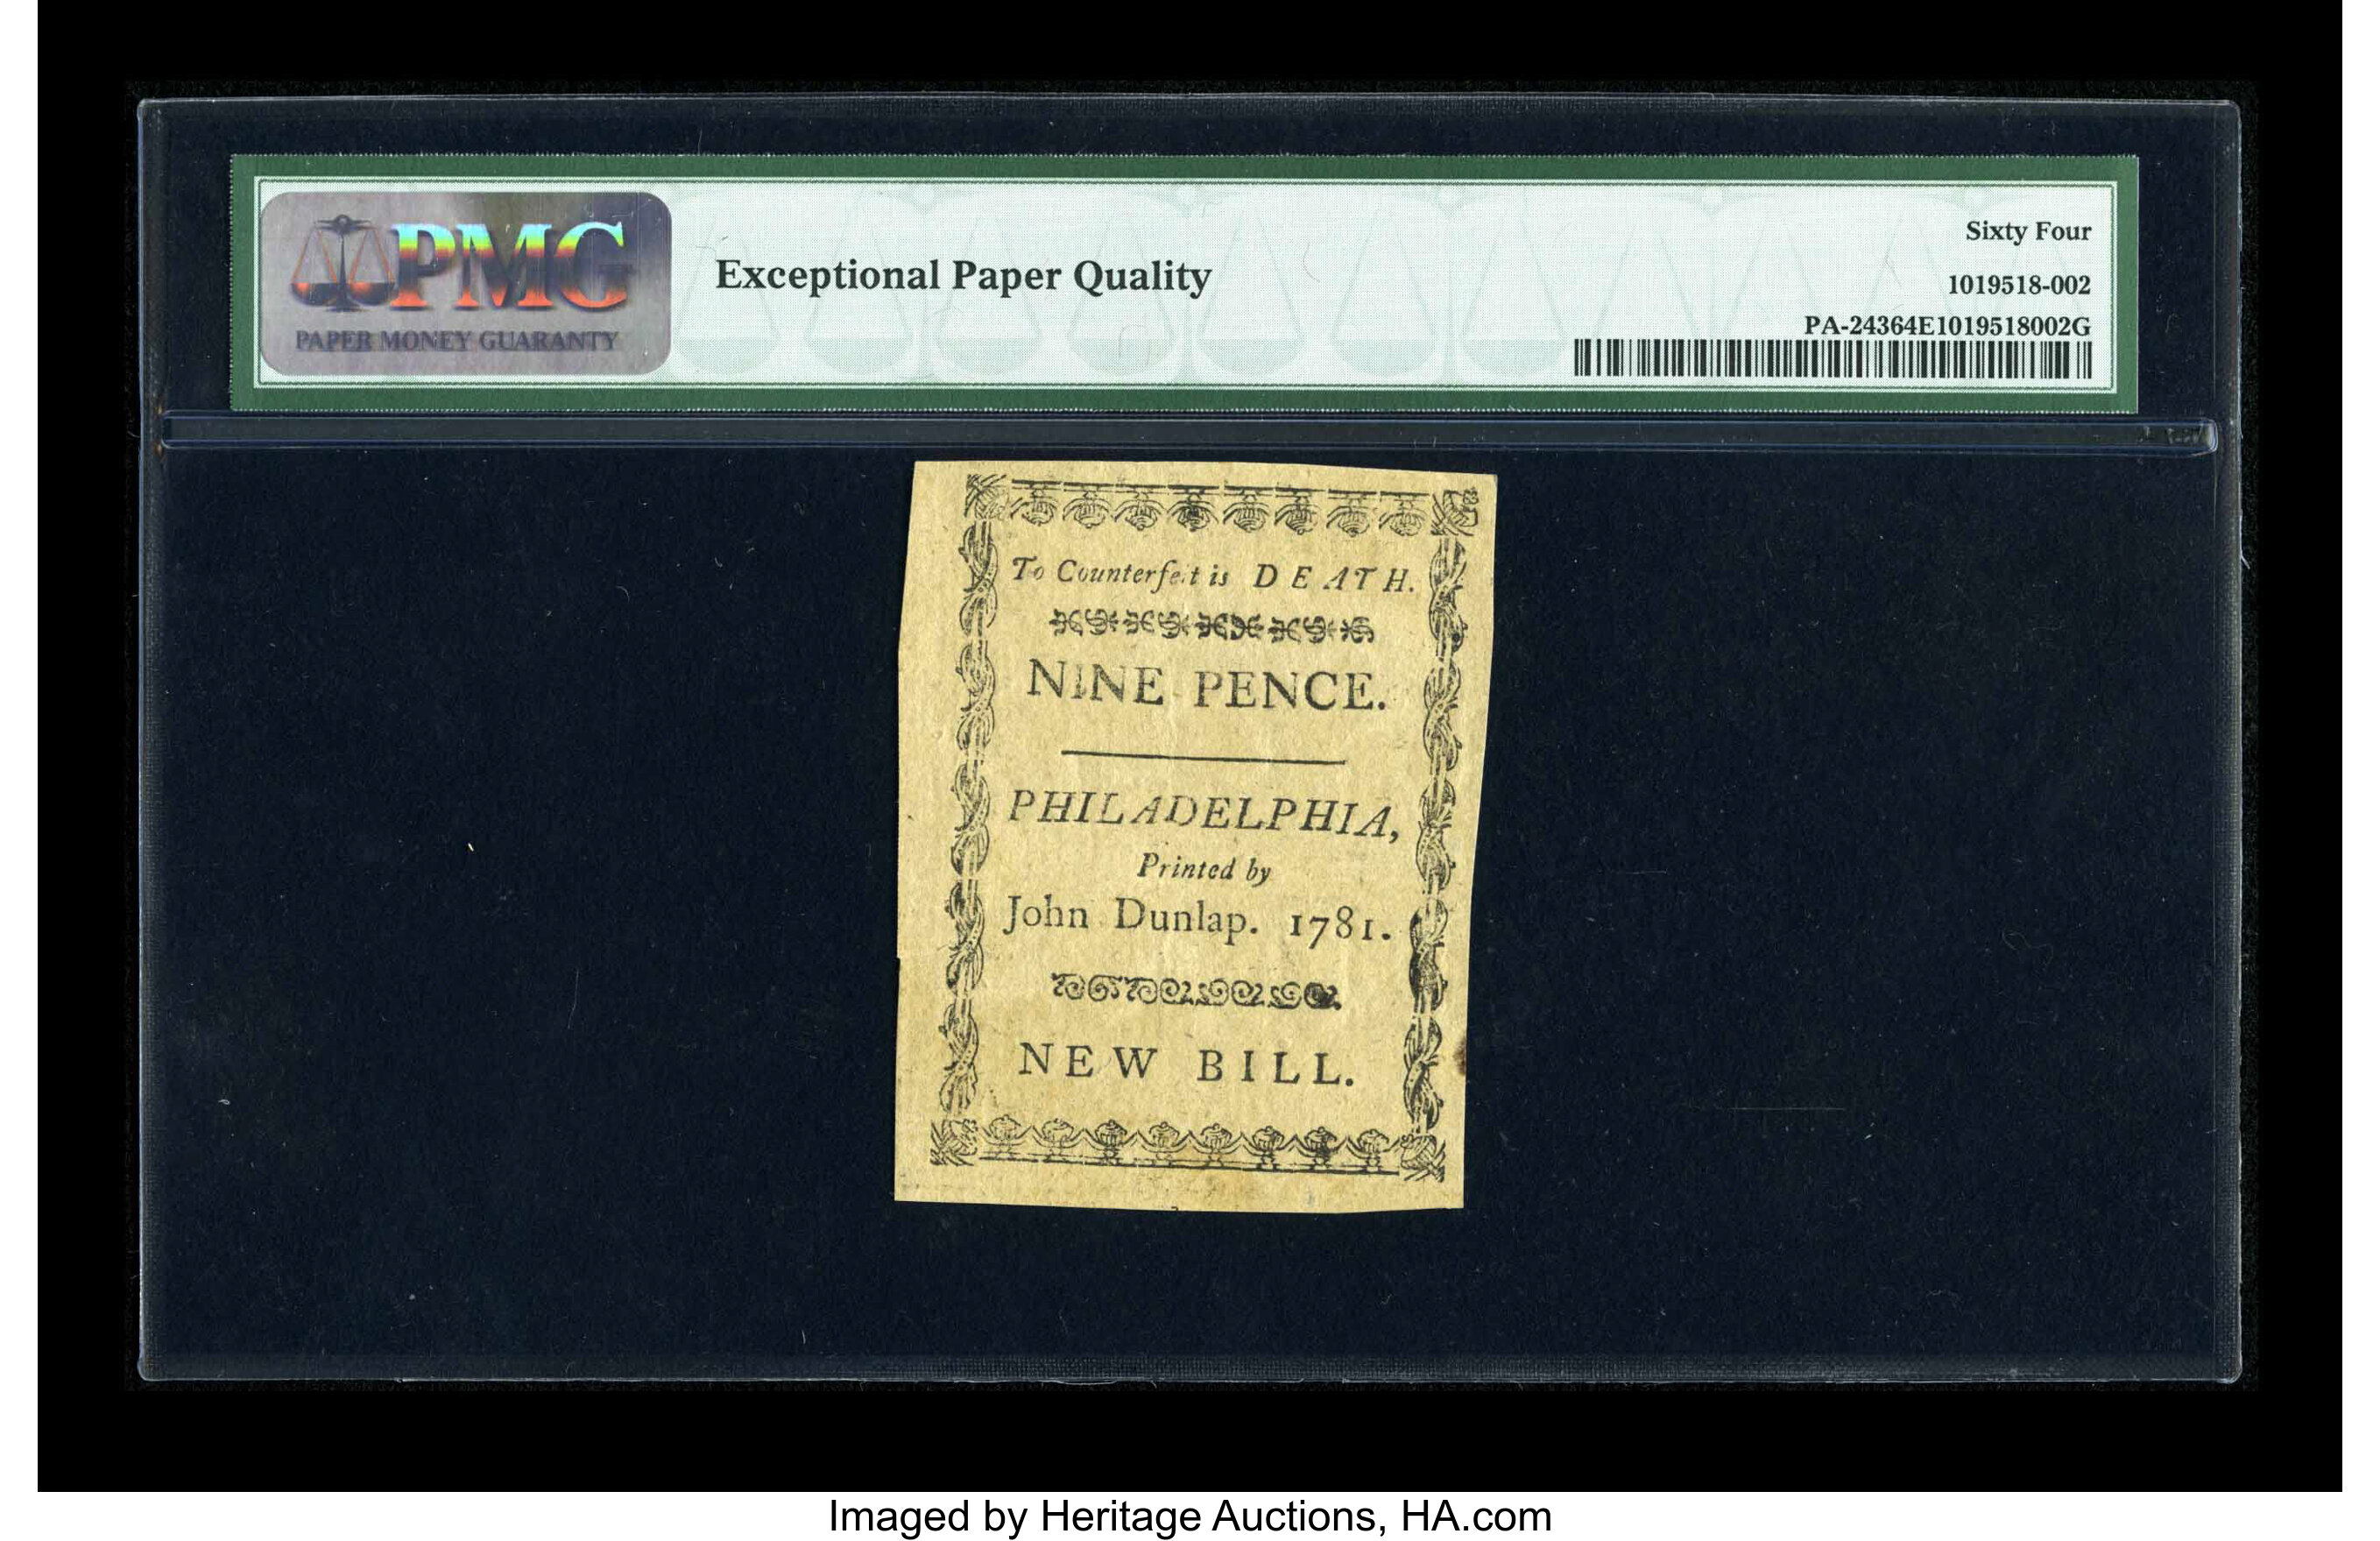 PMG
PAPER MONEY GUARANTY
Exceptional Paper Quality
Sixty Four
1019518-002
PA-24364E1019518002G
To Counterfeit is DEATH.
NINE PENCE.
PHILADELPHIA,
Printed by
John Dunlap. 1781.
NEW BILL.
Imaged by Heritage Auctions, HA.com